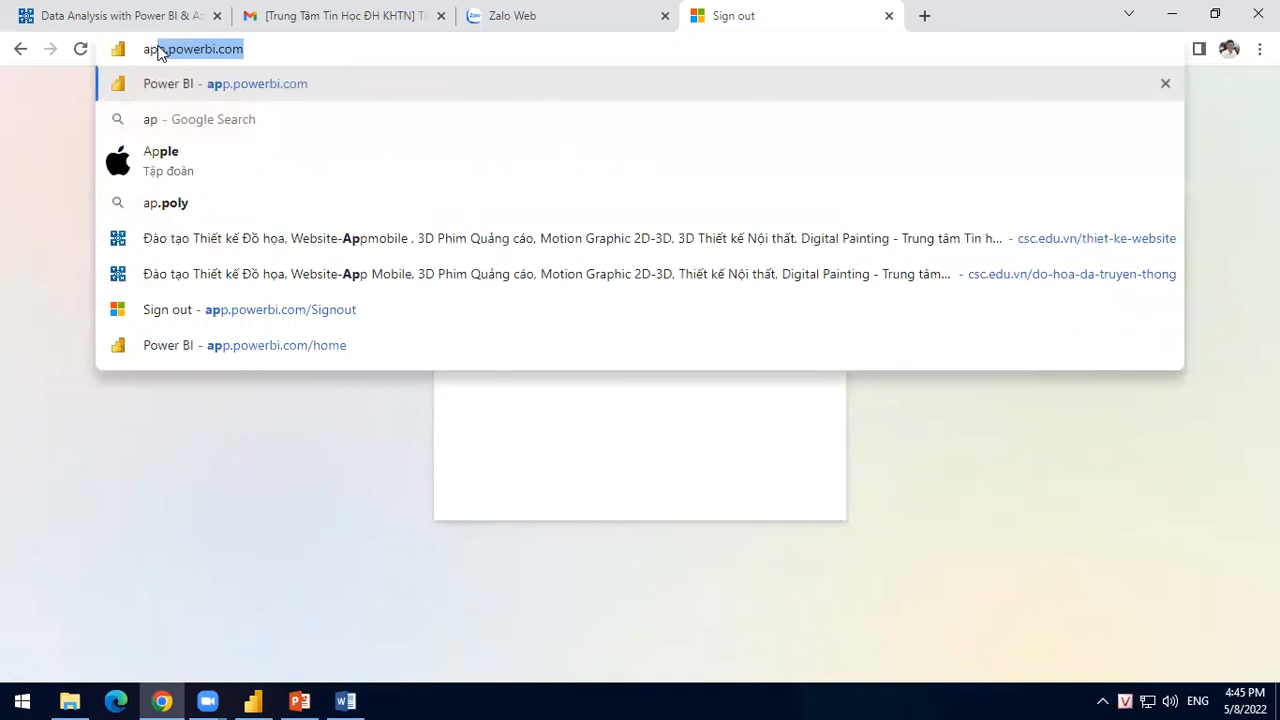 Data Analysis with Power BI & Az
[Trung Tâm Tin Học ĐH KHTN] T
Zalo Web
Sign out
app.powerbi.com
Power BI - app.powerbi.com
ap - Google Search
Apple
Tập đoàn
ap.poly
Đào tạo Thiết kế Đồ họa, Website-Appmobile , 3D Phim Quảng cáo, Motion Graphic 2D-3D, 3D Thiết kế Nội thất, Digital Painting - Trung tâm Tin h... - csc.edu.vn/thiet-ke-website
Đào tạo Thiết kế Đồ họa, Website-App Mobile, 3D Phim Quảng cáo, Motion Graphic 2D-3D, Thiết kế Nội thất, Digital Painting - Trung tâm... - csc.edu.vn/do-hoa-da-truyen-thong
Sign out - app.powerbi.com/Signout
Power BI - app.powerbi.com/home
ENG
4:45 PM
5/8/2022